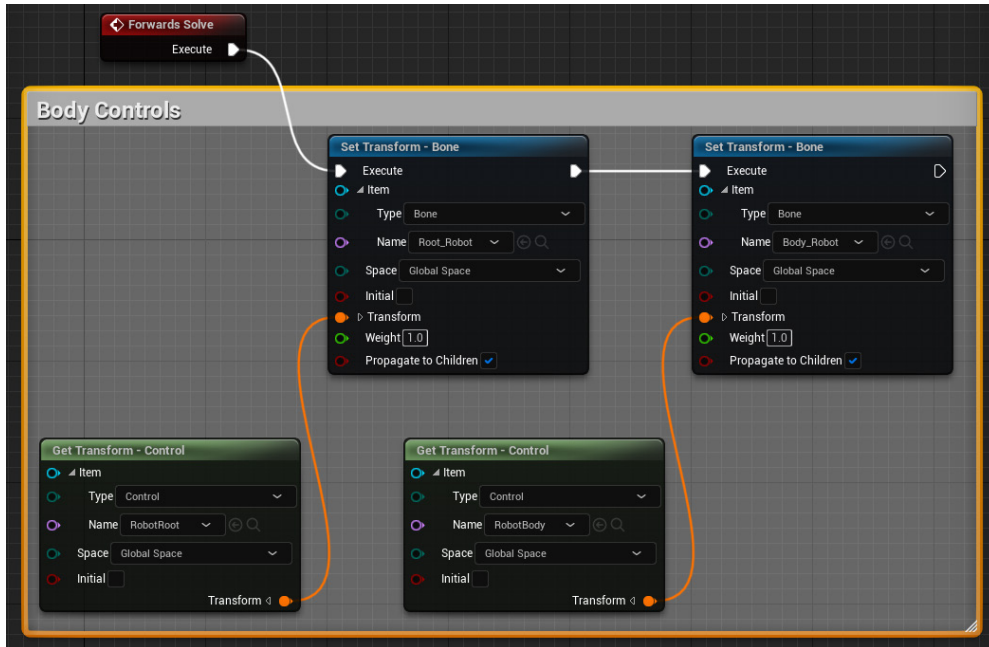 Forwards Solve
Execute
Body Controls
Set Transform - Bone
Execute
Item
Type Bone
Name Root_Robot
Space Global Space
Initial
Transform
Weight 1.0
Propagate to Children
Set Transform - Bone
Execute
Item
Type Bone
Name Body_Robot
Space Global Space
Initial
Transform
Weight 1.0
Propagate to Children
Get Transform - Control
Item
Type Control
Name RobotRoot
Space Global Space
Initial
Transform
Get Transform - Control
Item
Type Control
Name RobotBody
Space Global Space
Initial
Transform